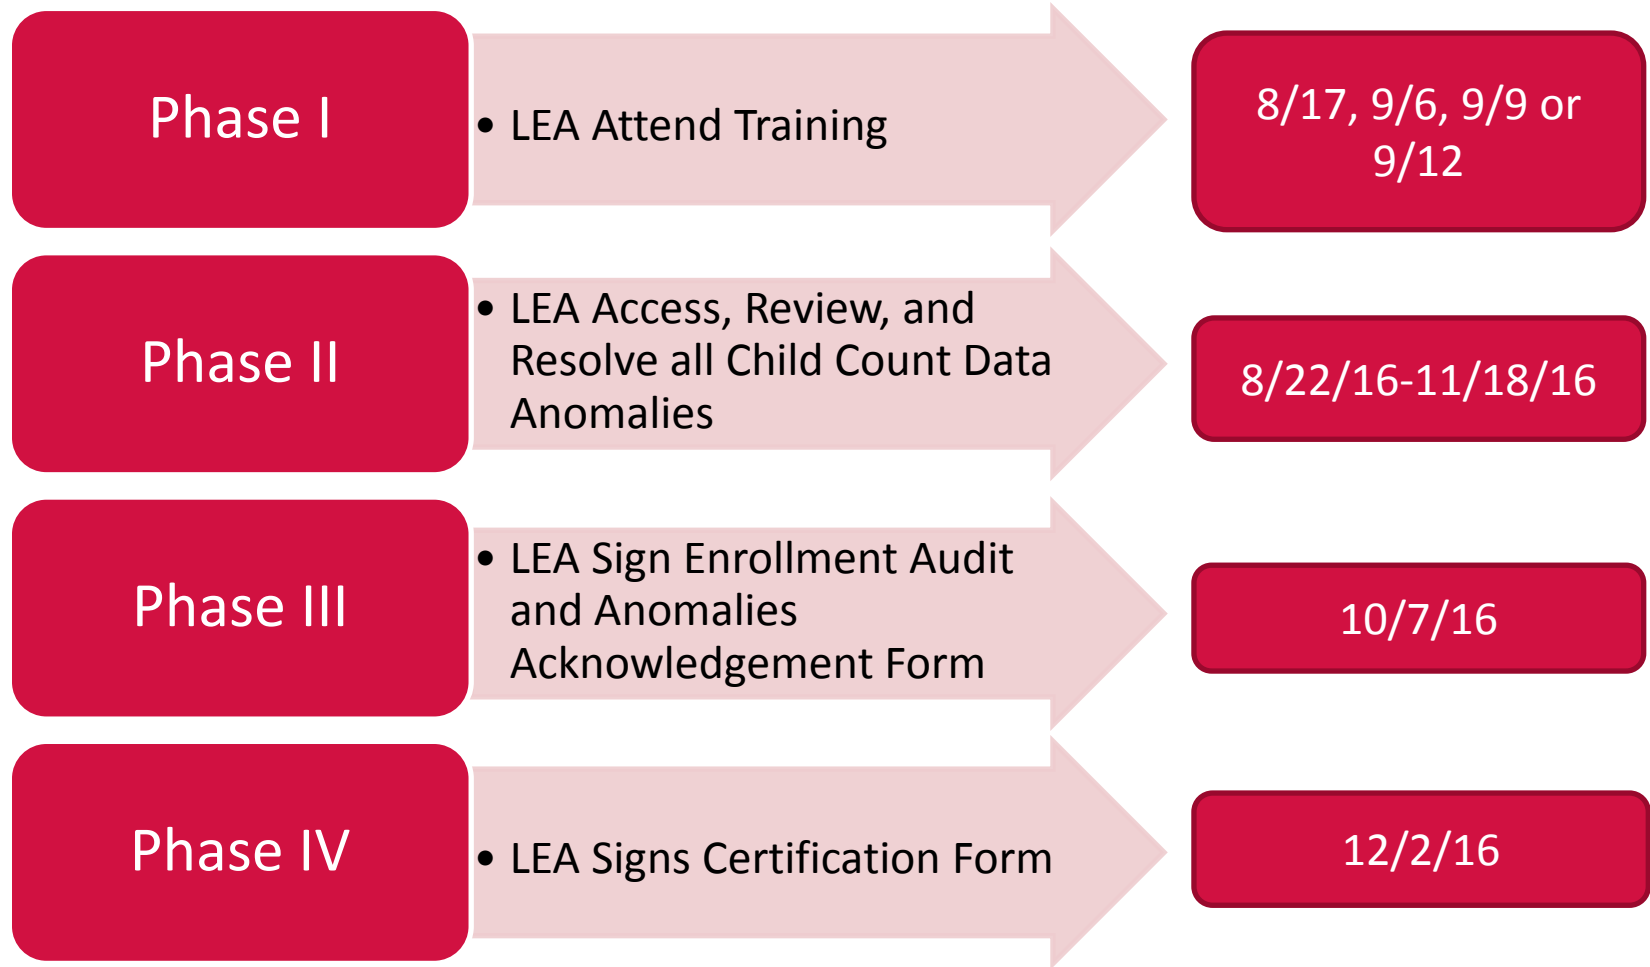 Phase I
• LEA Attend Training
8/17, 9/6, 9/9 or
9/12
Phase II
• LEA Access, Review, and
Resolve all Child Count Data
Anomalies
8/22/16-11/18/16
Phase III
• LEA Sign Enrollment Audit
and Anomalies
Acknowledgement Form
10/7/16
Phase IV
• LEA Signs Certification Form
12/2/16